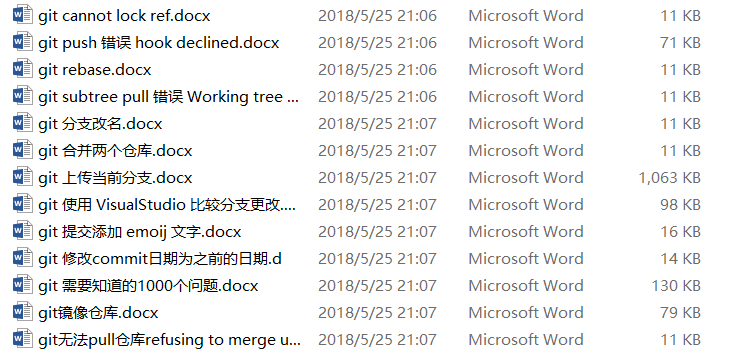 git cannot lock ref.docx 2018/5/25 21:06 Microsoft Word 11 KB
git push 错误 hook declined.docx 2018/5/25 21:06 Microsoft Word 71 KB
git rebase.docx 2018/5/25 21:06 Microsoft Word 11 KB
git subtree pull 错误 Working tree ... 2018/5/25 21:06 Microsoft Word 11 KB
git 分支改名.docx 2018/5/25 21:07 Microsoft Word 11 KB
git 合并两个仓库.docx 2018/5/25 21:07 Microsoft Word 11 KB
git 上传当前分支.docx 2018/5/25 21:07 Microsoft Word 1,063 KB
git 使用 VisualStudio 比较分支更改.... 2018/5/25 21:07 Microsoft Word 98 KB
git 提交添加 emoij 文字.docx 2018/5/25 21:07 Microsoft Word 16 KB
git 修改commit日期为之前的日期.d 2018/5/25 21:07 Microsoft Word 14 KB
git 需要知道的1000个问题.docx 2018/5/25 21:07 Microsoft Word 130 KB
git镜像仓库.docx 2018/5/25 21:07 Microsoft Word 79 KB
git无法pull仓库refusing to merge u... 2018/5/25 21:07 Microsoft Word 11 KB